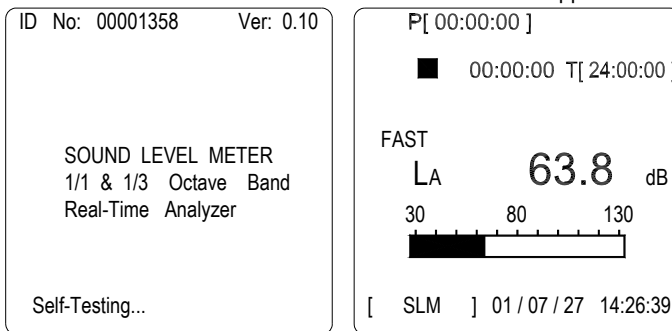 ID No: 00001358 Ver: 0.10
SOUND LEVEL METER
1/1 & 1/3 Octave Band
Real-Time Analyzer
Self-Testing...
P[ 00:00:00 ]
00:00:00 T[ 24:00:00 ]
FAST
LA 63.8 dB
30 80 130
[ SLM ] 01 / 07 / 27 14:26:39